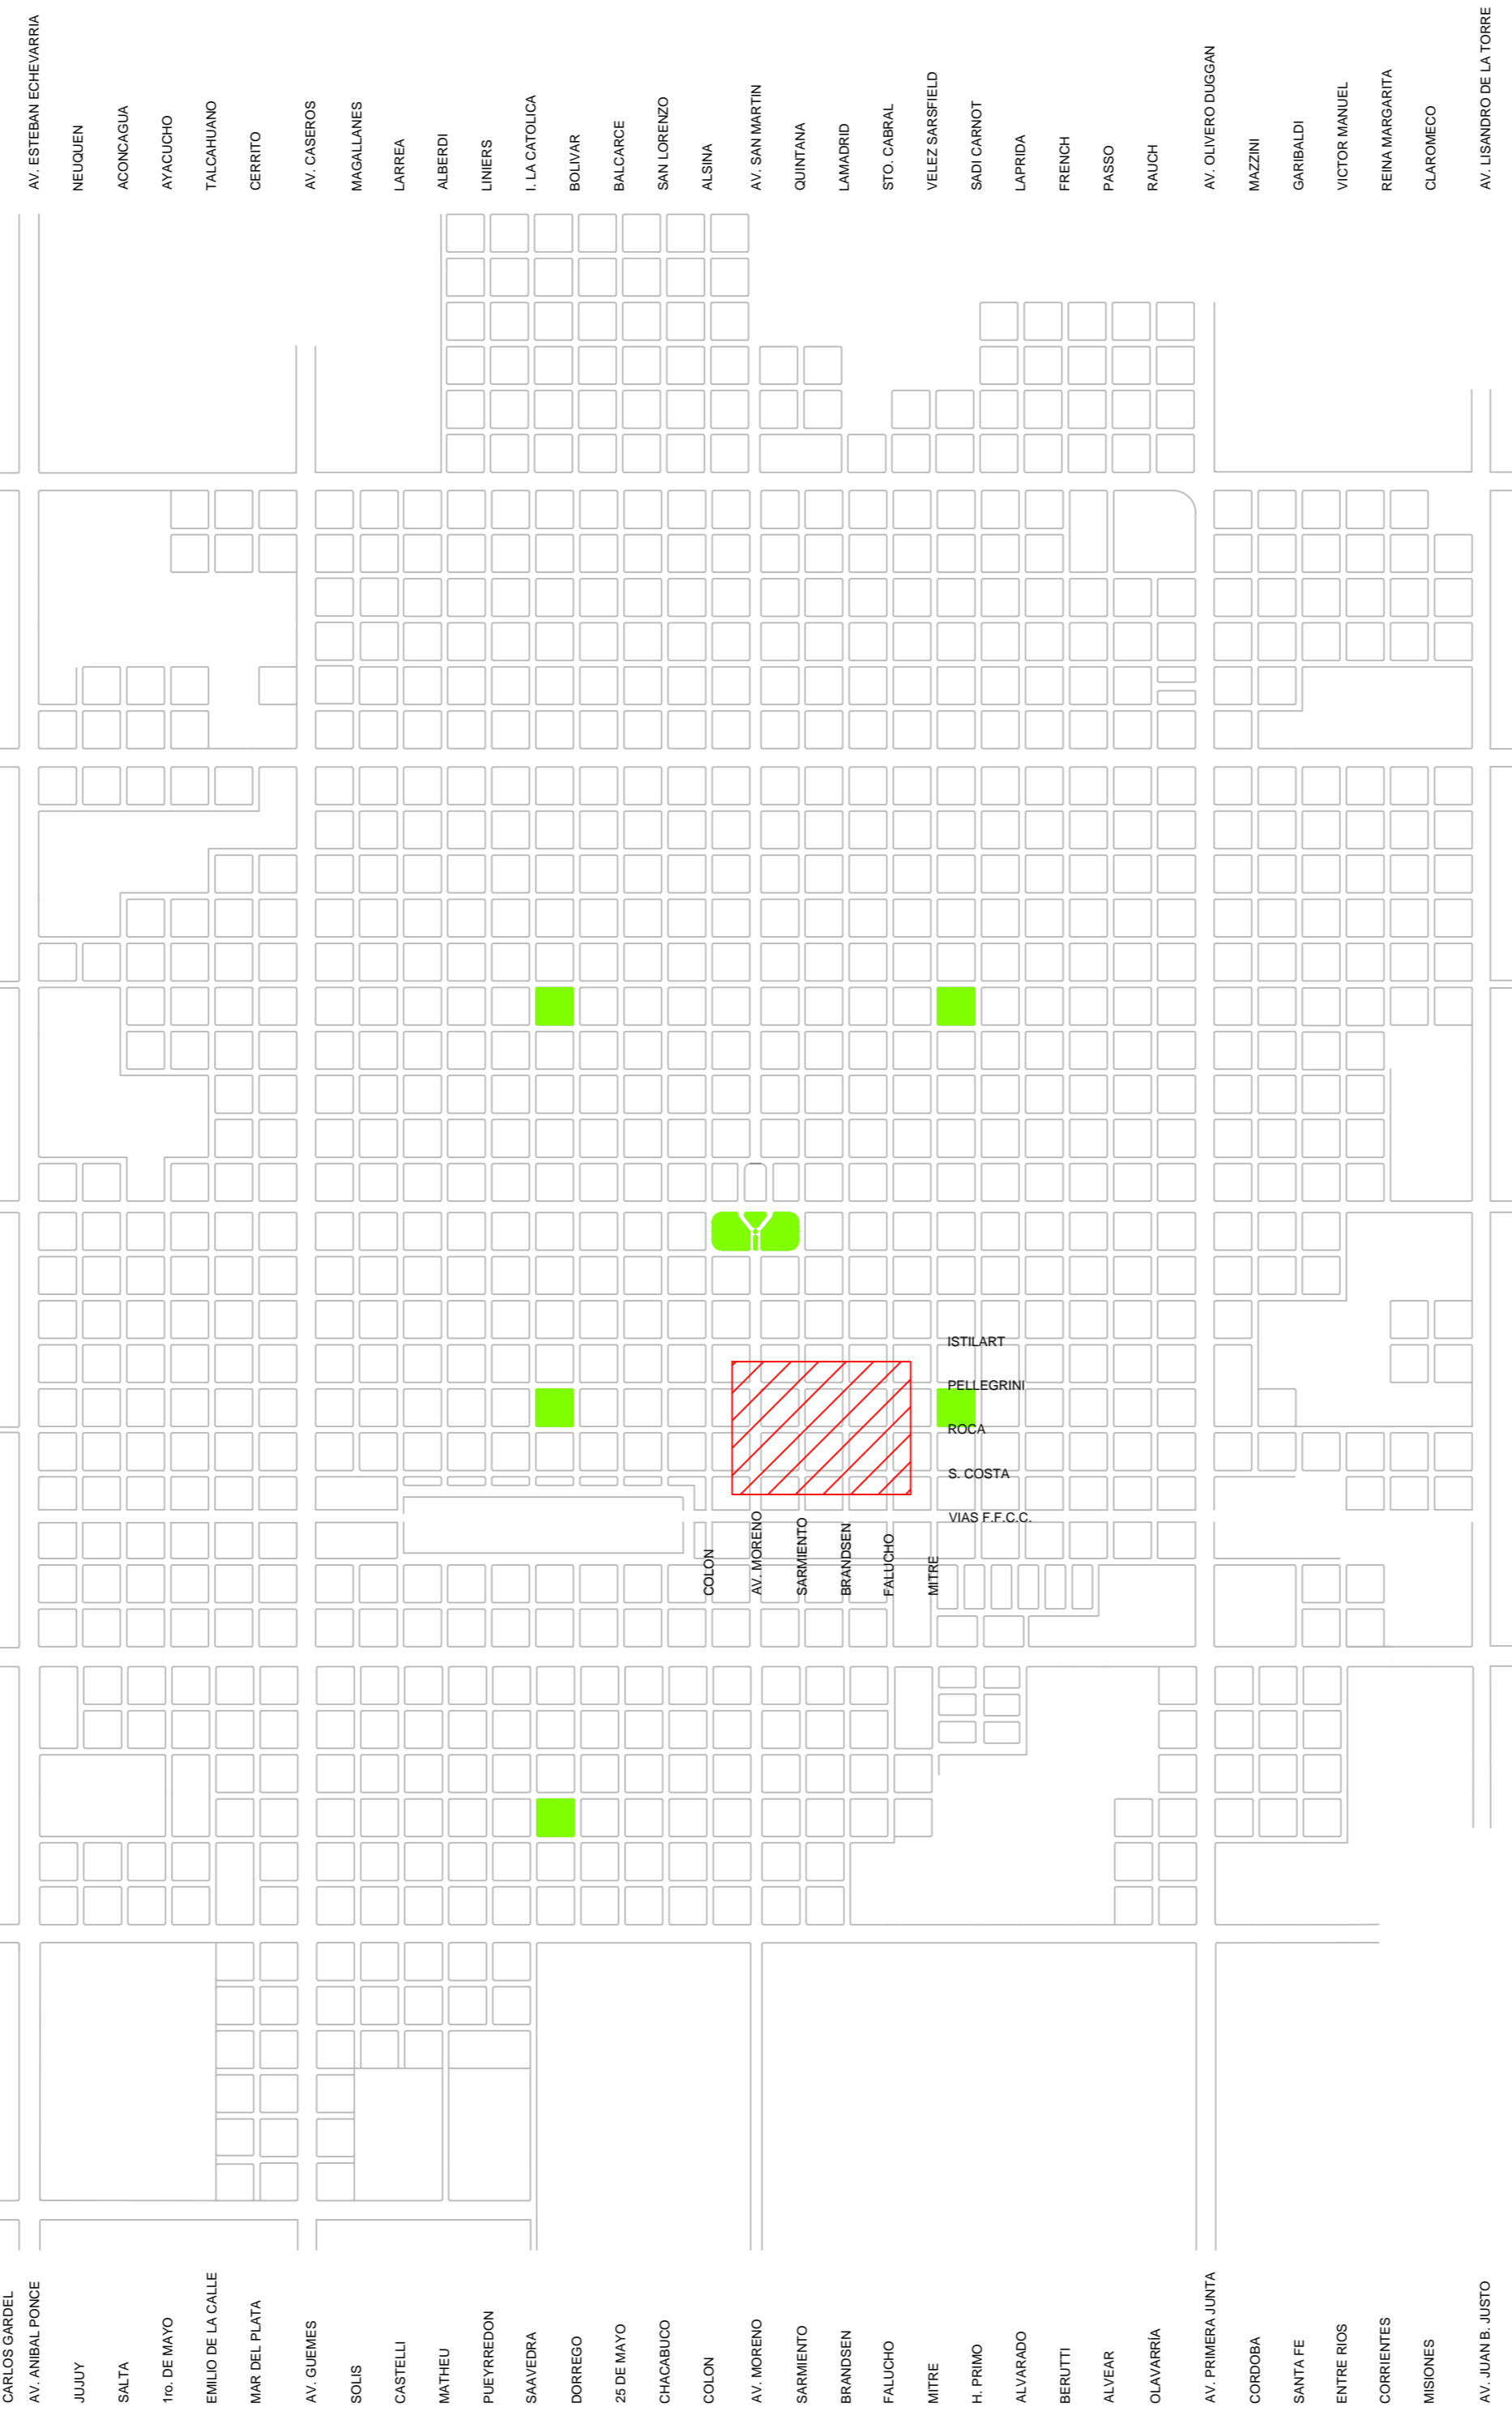 AV. ESTEBAN ECHEVARRIA
NEUQUEN
ACONCAGUA
AYACUCHO
TALCAHUANO
CERRITO
AV. CASEROS
MAGALLANES
LARREA
ALBERDI
LINIERS
I. LA CATOLICA
BOLIVAR
BALCARCE
SAN LORENZO
ALSINA
AV. SAN MARTIN
QUINTANA
LAMADRID
STO. CABRAL
VELEZ SARSFIELD
SADI CARNOT
LAPRIDA
FRENCH
PASSO
RAUCH
AV. OLIVERO DUGGAN
MAZZINI
GARIBALDI
VICTOR MANUEL
REINA MARGARITA
CLAROMECO
AV. LISANDRO DE LA TORRE
ISTILART
PELLEGRINI
ROCA
S. COSTA
VIAS F.F.C.C.
COLON
AV. MORENO
SARMIENTO
BRANDSEN
FALUCHO
MITRE
CARLOS GARDEL
AV. ANIBAL PONCE
JUJUY
SALTA
1ro. DE MAYO
EMILIO DE LA CALLE
MAR DEL PLATA
AV. GUEMES
SOLIS
CASTELLI
MATHEU
PUEYRREDON
SAAVEDRA
DORREGO
25 DE MAYO
CHACABUCO
COLON
AV. MORENO
SARMIENTO
BRANDSEN
FALUCHO
MITRE
H. PRIMO
ALVARADO
BERUTTI
ALVEAR
OLAVARRÍA
AV. PRIMERA JUNTA
CORDOBA
SANTA FE
ENTRE RIOS
CORRIENTES
MISIONES
AV. JUAN B. JUSTO